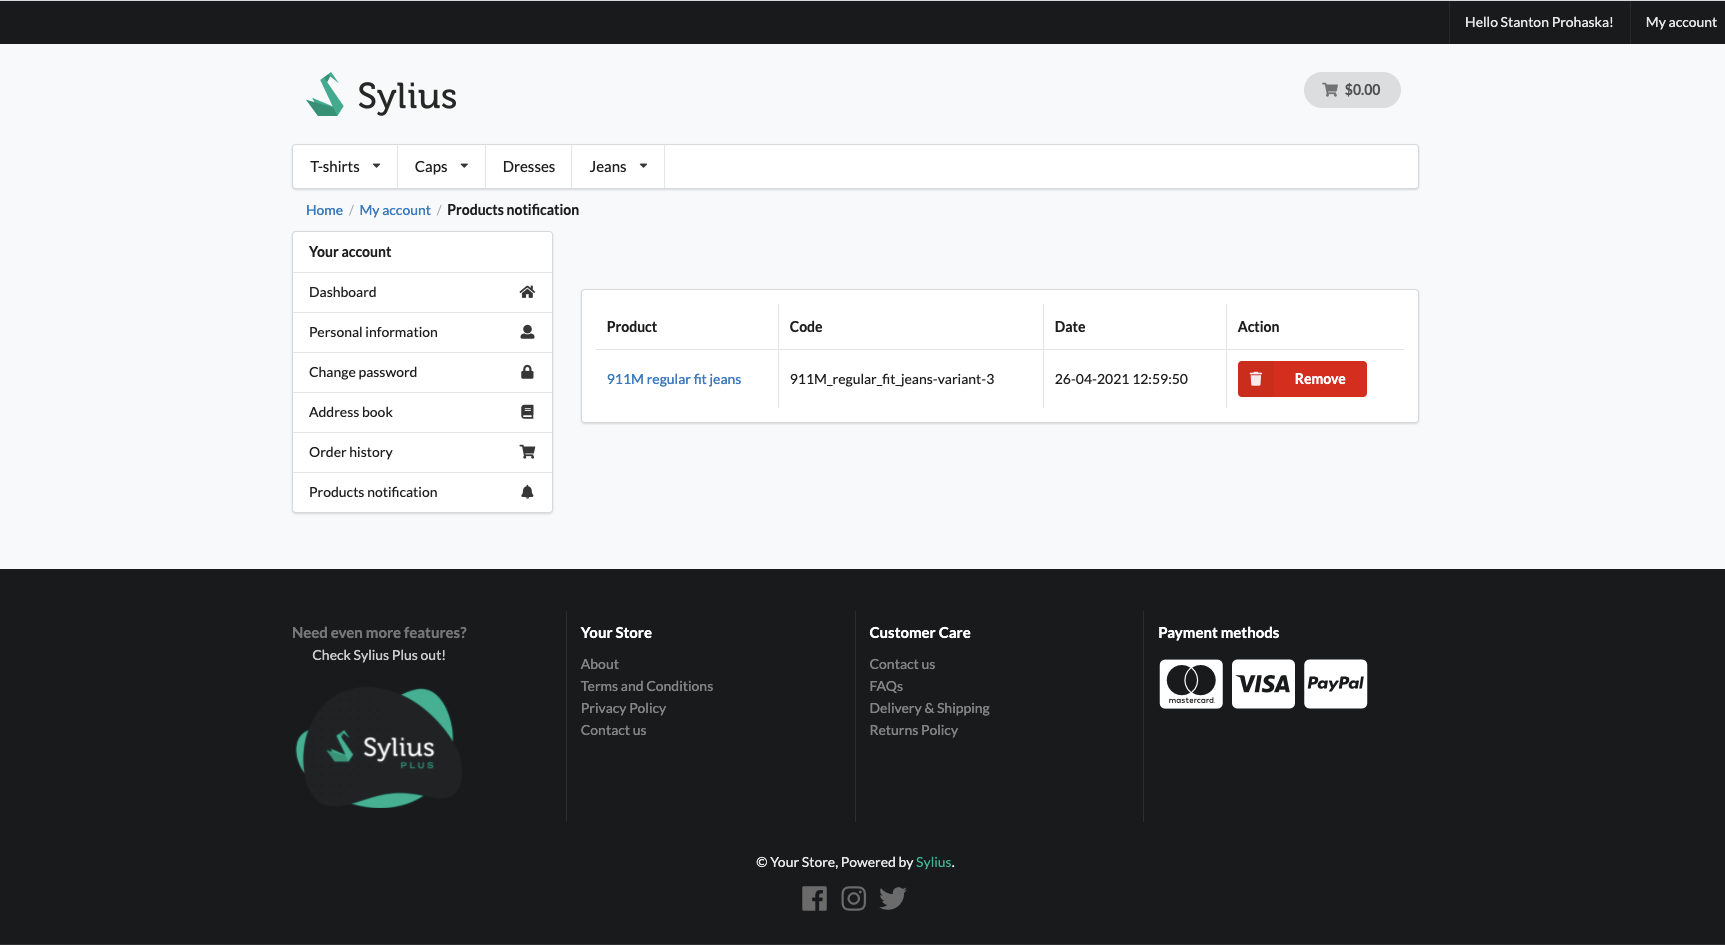 Hello Stanton Prohaska! My account
Sylius
$0.00
T-shirts Caps Dresses Jeans
Home / My account / Products notification
Your account
Dashboard
Personal information
Change password
Address book
Order history
Products notification
Product Code Date Action
911M regular fit jeans 911M_regular_fit_jeans-variant-3 26-04-2021 12:59:50 Remove
Need even more features?
Check Sylius Plus out!
Sylius
PLUS
Your Store
About
Terms and Conditions
Privacy Policy
Contact us
Customer Care
Contact us
FAQs
Delivery & Shipping
Returns Policy
Payment methods
mastercard.
VISA
PayPal
© Your Store, Powered by Sylius.